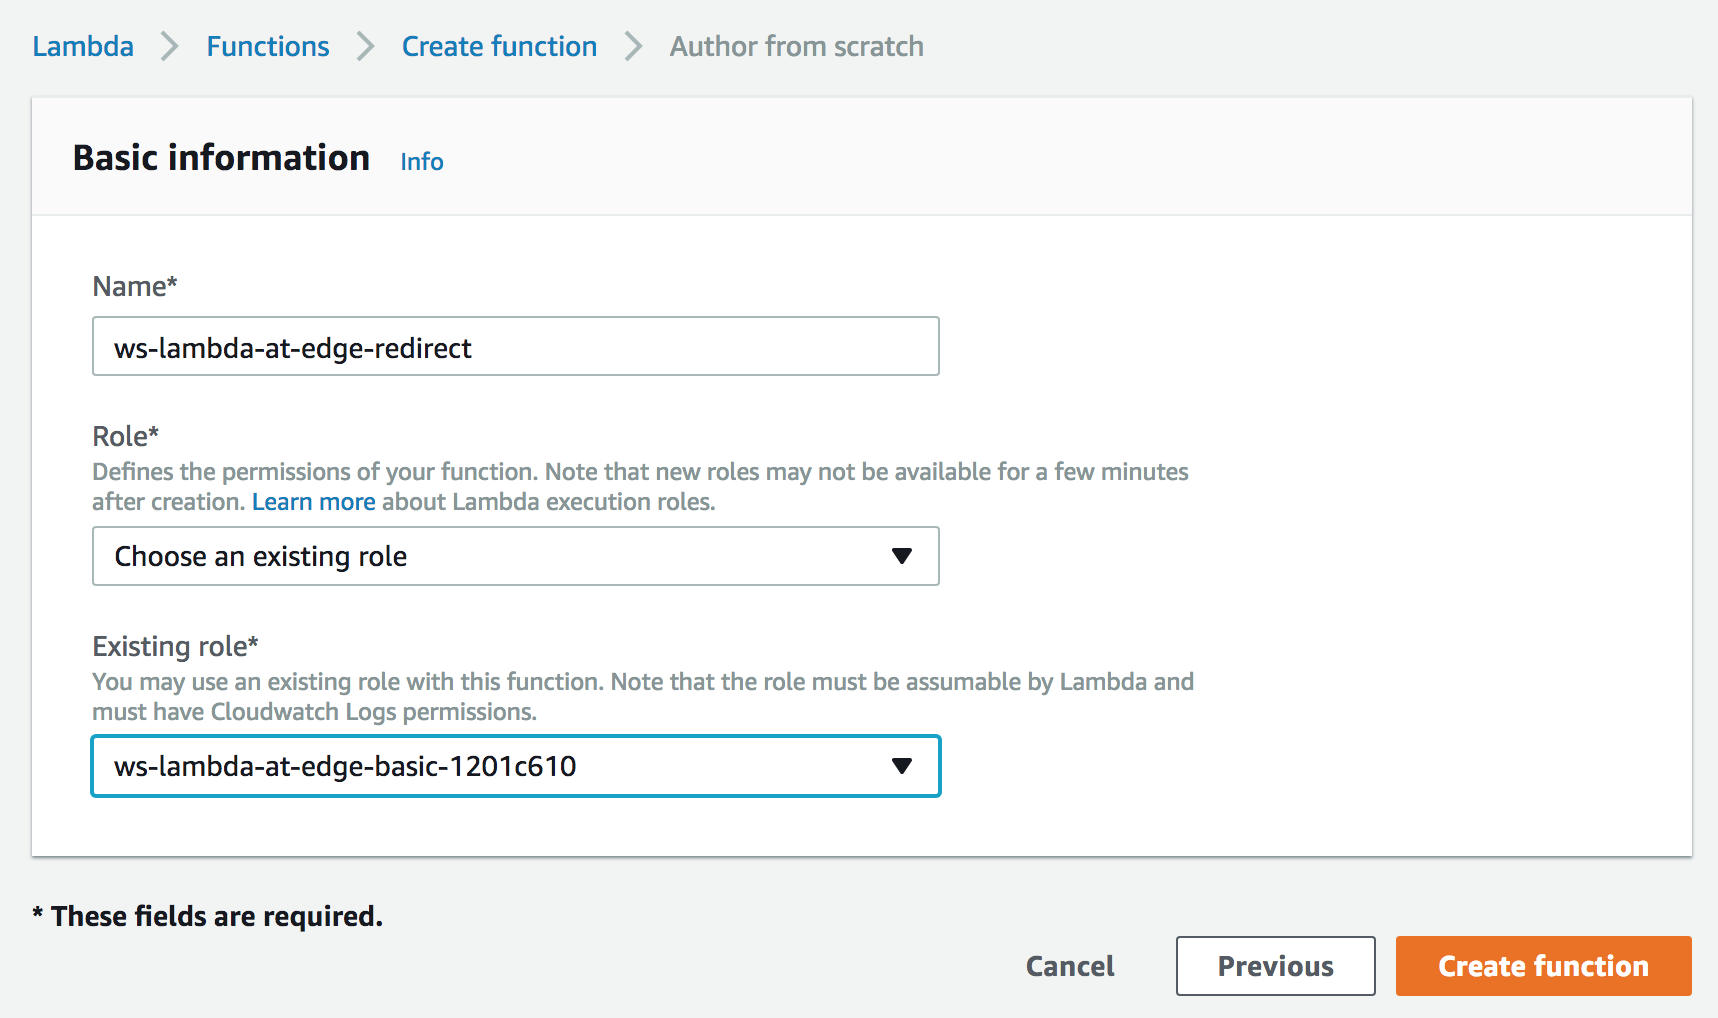 Lambda > Functions > Create function > Author from scratch
Basic information Info
Name*
ws-lambda-at-edge-redirect
Role*
Defines the permissions of your function. Note that new roles may not be available for a few minutes
after creation. Learn more about Lambda execution roles.
Choose an existing role
Existing role*
You may use an existing role with this function. Note that the role must be assumable by Lambda and
must have Cloudwatch Logs permissions.
ws-lambda-at-edge-basic-1201c610
* These fields are required.
Cancel Previous Create function